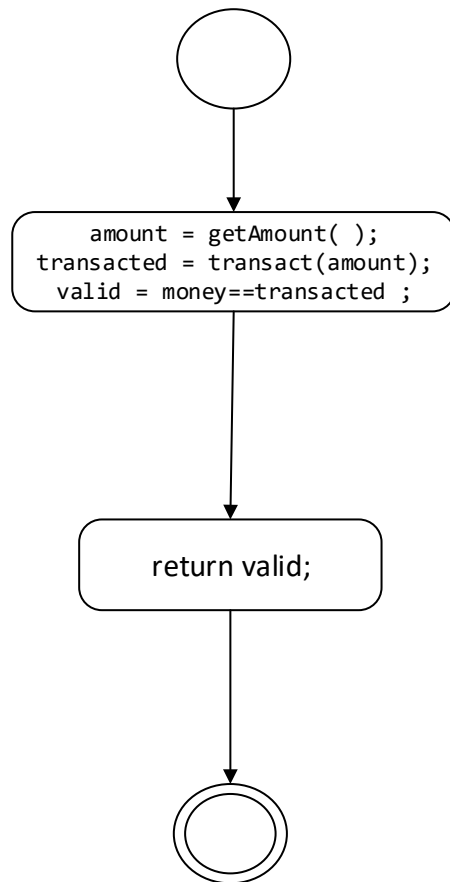 amount = getAmount( );
transacted = transact(amount);
valid = money==transacted ;
return valid;